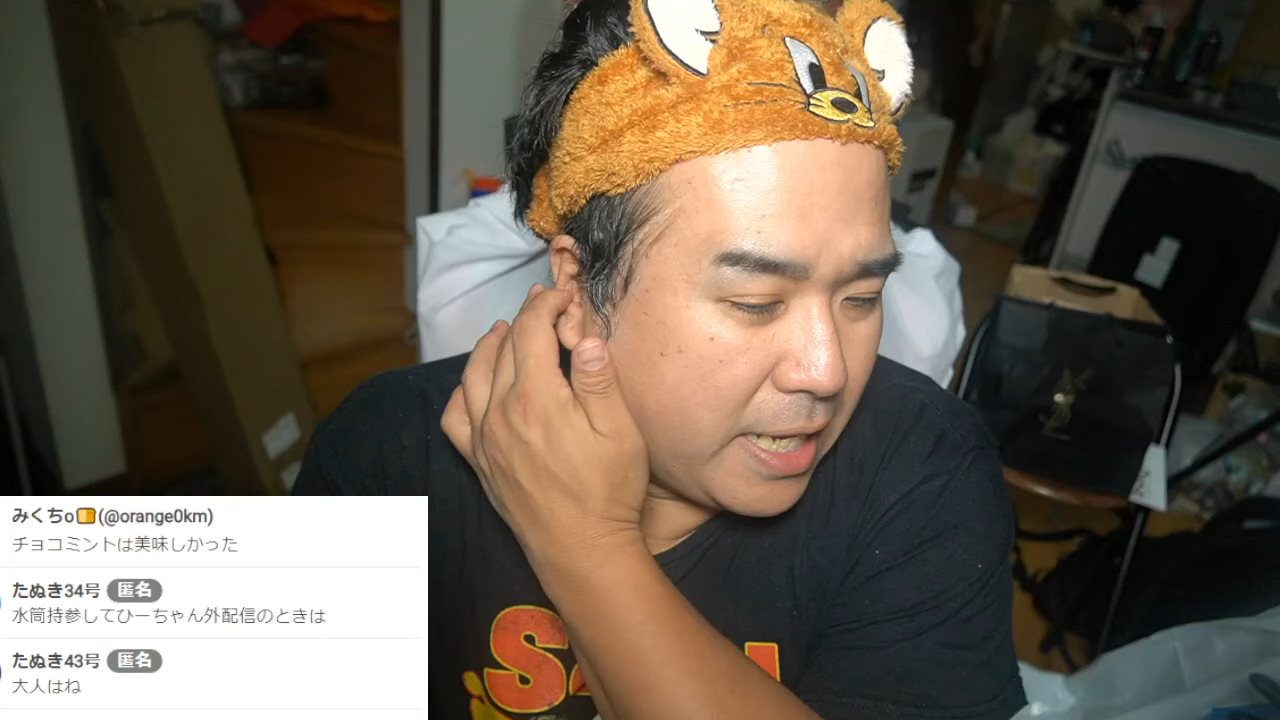 みくちo🍞(@orange0km)
チョコミントは美味しかった
たぬき34号 匿名
水筒持参してひーちゃん外配信のときは
たぬき43号 匿名
大人はね